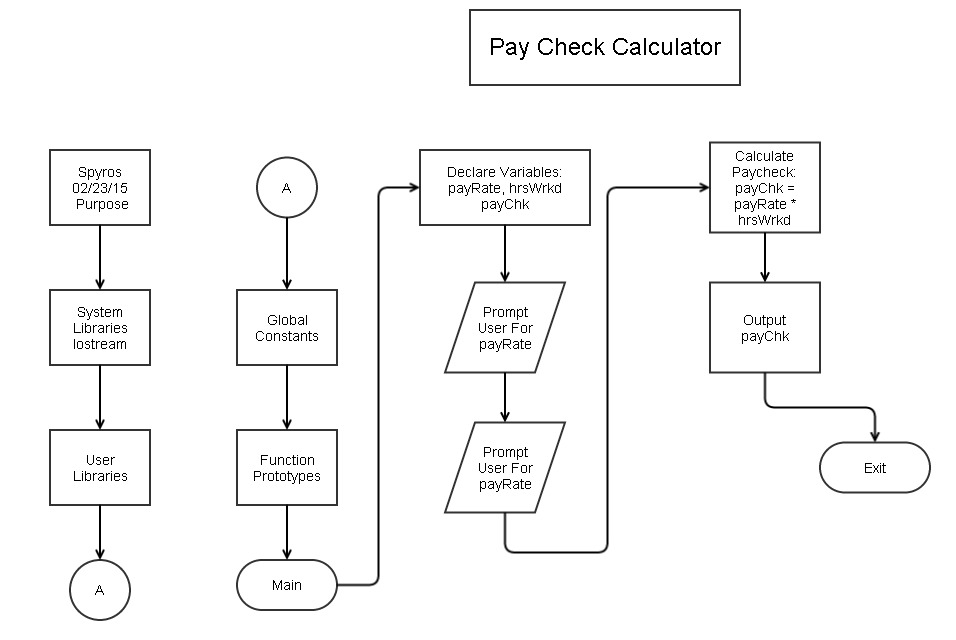 Pay Check Calculator
Spyros
02/23/15
Purpose
System
Libraries
Iostream
User
Libraries
A
A
Global
Constants
Function
Prototypes
Main
Declare Variables:
payRate, hrsWrkd
payChk
Prompt
User For
payRate
Prompt
User For
payRate
Calculate
Paycheck:
payChk =
payRate *
hrsWrkd
Output
payChk
Exit